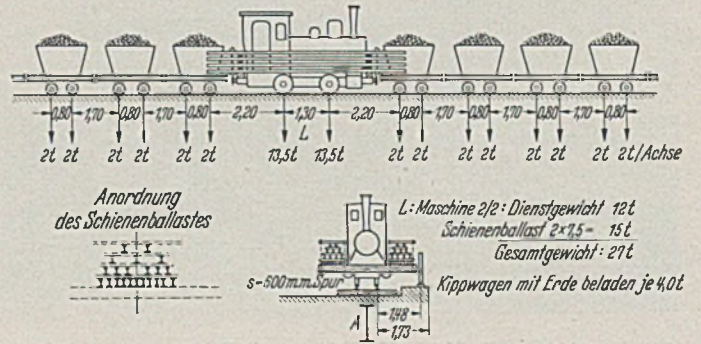 0,80 1,70 0,80 1,70 0,80 2,20 1,30 2,20 0,80 1,70 0,80 1,70 0,80 1,70 0,80
L
2t 2t 2t 2t 2t 2t 13,5t 13,5t 2t 2t 2t 2t 2t 2t 2t 2t/Achse
Anordnung
des Schienenballastes
L: Maschine 2/2: Dienstgewicht 12t
Schienenballast 2×7,5 = 15t
Gesamtgewicht: 27t
s=600mm Spur
Kippwagen mit Erde beladen je 4,0t
A
1,48
1,73